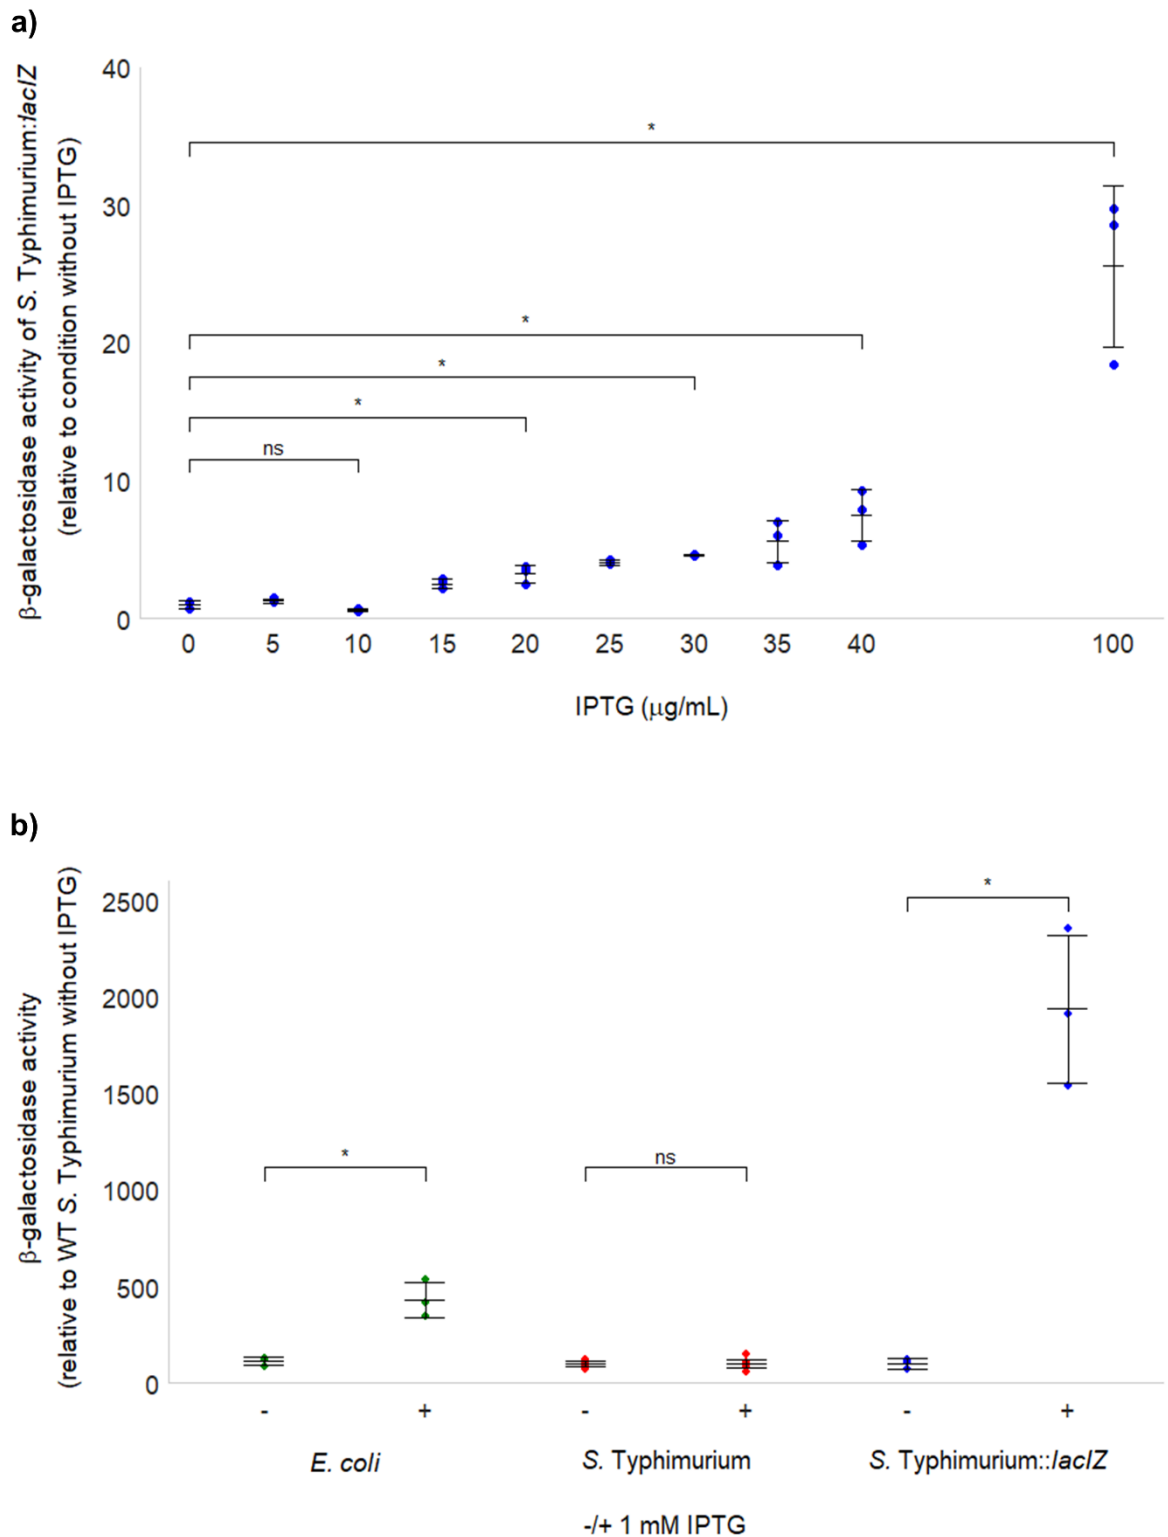 a)
β-galactosidase activity of S. Typhimurium:lacIZ
(relative to condition without IPTG)
40
30
20
10
0
*
*
*
*
ns
0 5 10 15 20 25 30 35 40 100
IPTG (μg/mL)
b)
β-galactosidase activity
(relative to WT S. Typhimurium without IPTG)
2500
2000
1500
1000
500
0
*
*
ns
- + - + - +
E. coli S. Typhimurium S. Typhimurium::lacIZ
-/+ 1 mM IPTG